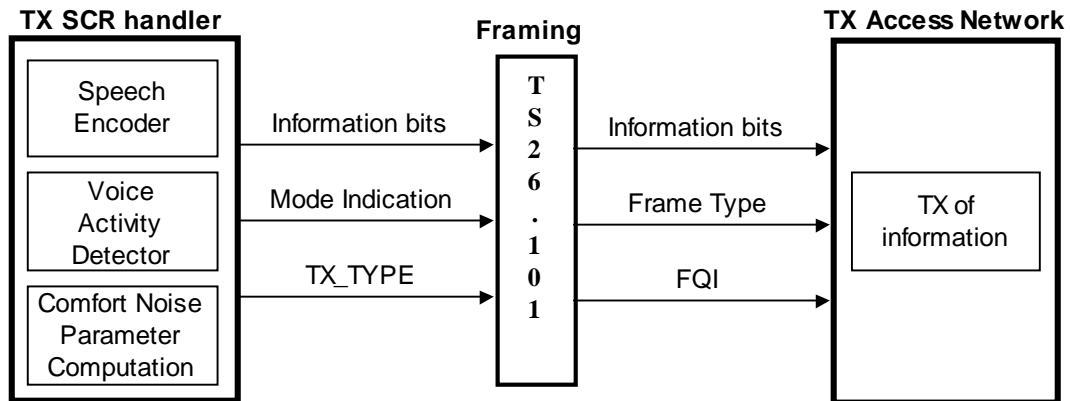 TX SCR handler
Framing
TX Access Network
Speech
Encoder
Information bits
Voice
Activity
Detector
Mode Indication
TX_TYPE
Comfort Noise
Parameter
Computation
T
S
2
6
.
1
0
1
Information bits
Frame Type
FQI
TX of
information